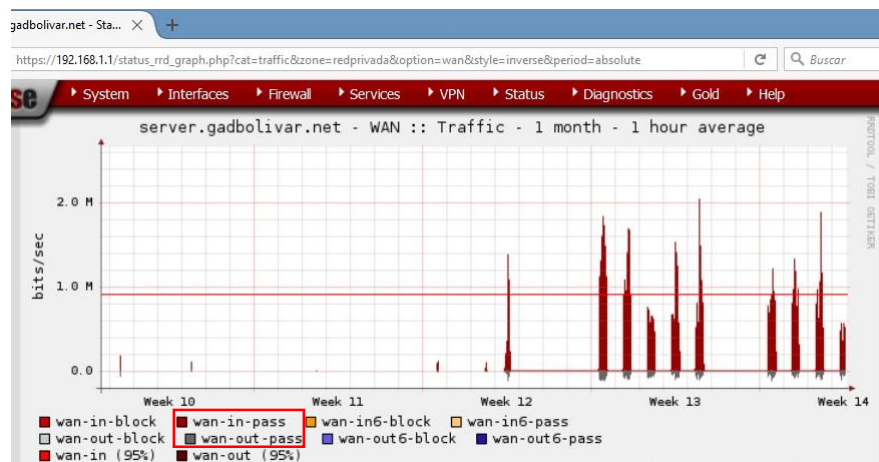 gadbolivar.net - Sta... × +
https://192.168.1.1/status_rrd_graph.php?cat=traffic&zone=redprivada&option=wan&style=inverse&period=absolute Buscar
se System Interfaces Firewall Services VPN Status Diagnostics Gold Help
server.gadbolivar.net - WAN :: Traffic - 1 month - 1 hour average
RRDTOOL / TOBI OETIKER
bits/sec
2.0 M
1.0 M
0.0
Week 10 Week 11 Week 12 Week 13 Week 14
wan-in-block wan-in-pass wan-in6-block wan-in6-pass
wan-out-block wan-out-pass wan-out6-block wan-out6-pass
wan-in (95%) wan-out (95%)